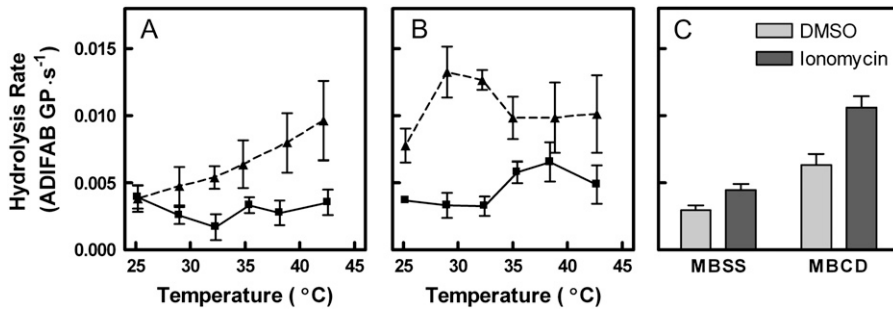 Hydrolysis Rate
(ADIFAB GP·s⁻¹)
0.015
0.010
0.005
0.000
A
25 30 35 40 45
Temperature ( °C)
B
25 30 35 40 45
Temperature ( °C)
C
DMSO
Ionomycin
MBSS MBCD